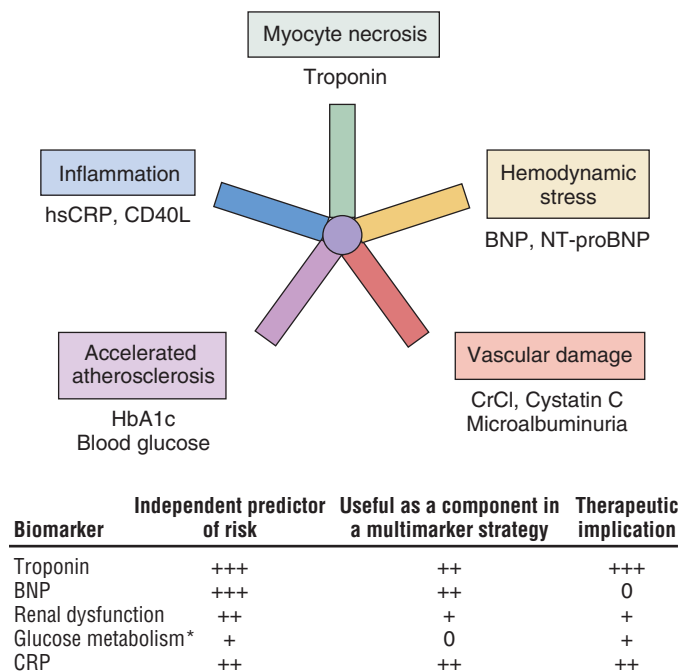 Myocyte necrosis
Troponin
Inflammation
hsCRP, CD40L
Hemodynamic
stress
BNP, NT-proBNP
Accelerated
atherosclerosis
HbA1c
Blood glucose
Vascular damage
CrCl, Cystatin C
Microalbuminuria
Independent predictor Useful as a component in Therapeutic
Biomarker of risk a multimarker strategy implication
Troponin +++ ++ +++
BNP +++ ++ 0
Renal dysfunction ++ + +
Glucose metabolism* + 0 +
CRP ++ ++ ++